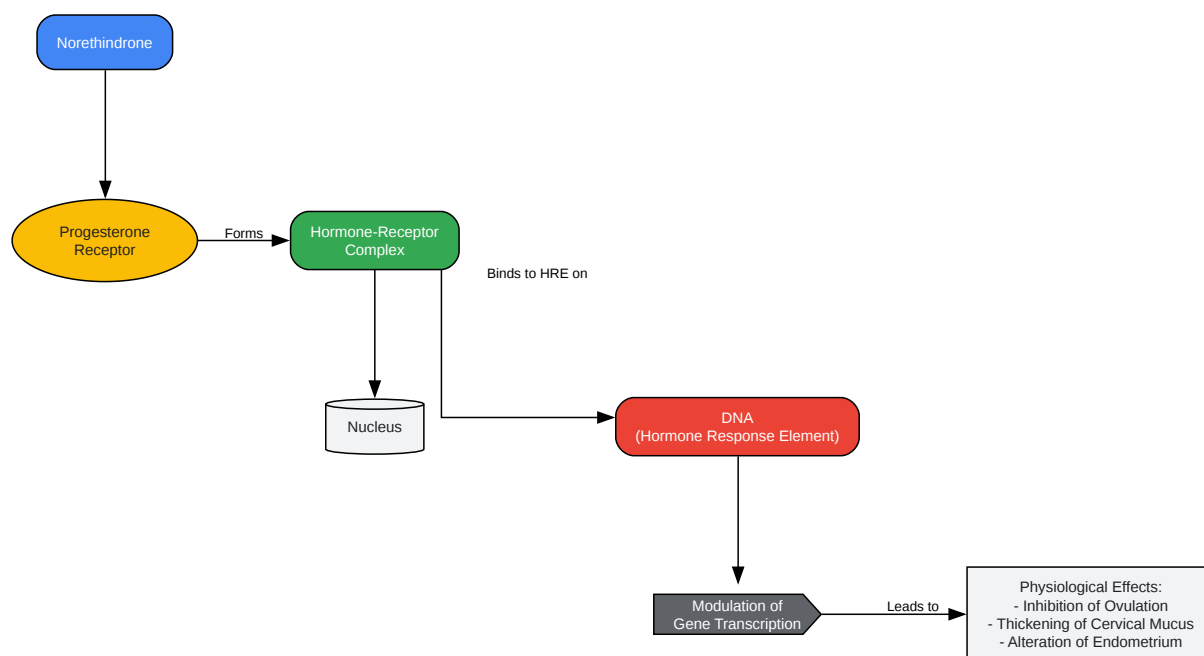 Norethindrone
Progesterone
Receptor
Forms
Hormone-Receptor
Complex
Binds to HRE on
Nucleus
DNA
(Hormone Response Element)
Modulation of
Gene Transcription
Leads to
Physiological Effects:
- Inhibition of Ovulation
- Thickening of Cervical Mucus
- Alteration of Endometrium